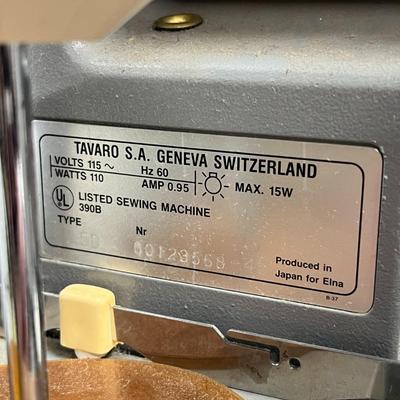 TAVARO S.A. GENEVA SWITZERLAND
VOLTS 115 ~ Hz 60
WATTS 110 AMP 0.95 MAX. 15W
UL LISTED SEWING MACHINE
390B
TYPE Nr
Produced in
Japan for Elna
B-37